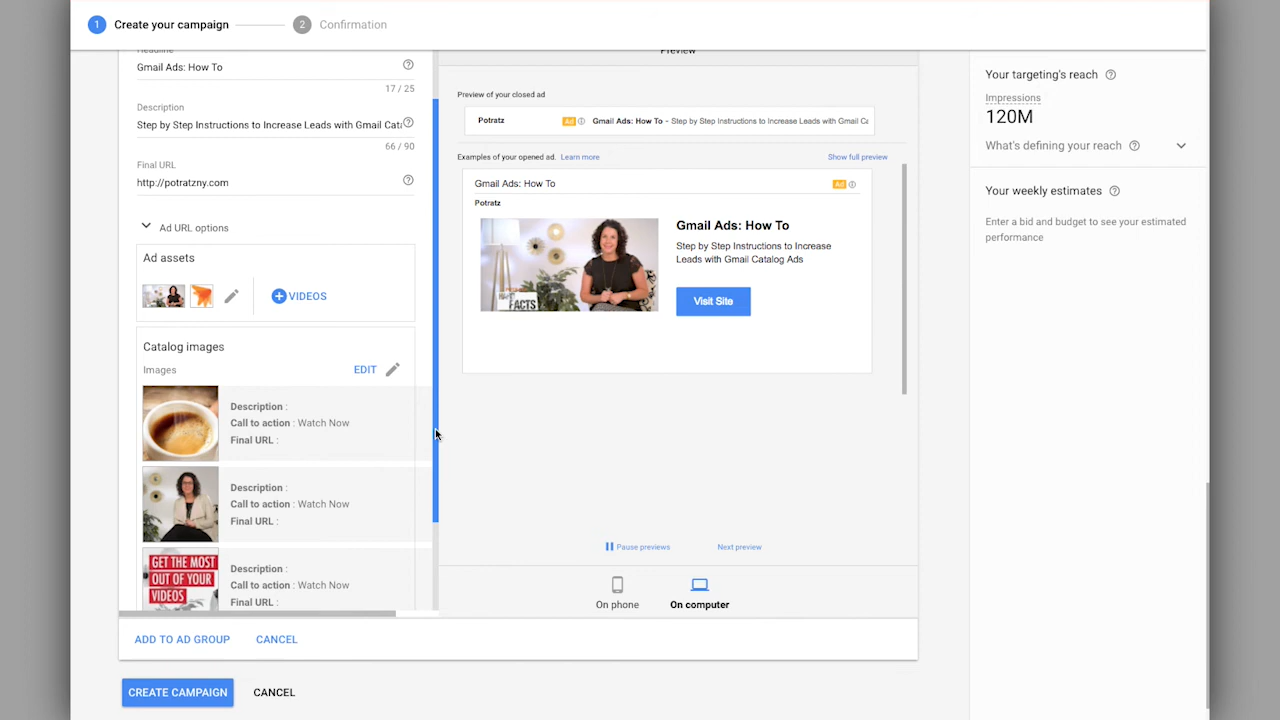 1 Create your campaign 2 Confirmation
Headline
Gmail Ads: How To
17 / 25
Description
Step by Step Instructions to Increase Leads with Gmail Cat
66 / 90
Final URL
http://potratzny.com
Ad URL options
Ad assets
VIDEOS
Catalog images
Images
EDIT
Description :
Call to action : Watch Now
Final URL :
Description :
Call to action : Watch Now
Final URL :
GET THE MOST
OUT OF YOUR
VIDEOS
Description :
Call to action : Watch Now
Final URL :
Preview
Preview of your closed ad
Potratz Ad Gmail Ads: How To - Step by Step Instructions to Increase Leads with Gmail Ca
Examples of your opened ad. Learn more Show full preview
Gmail Ads: How To Ad
Potratz
FACTS
Gmail Ads: How To
Step by Step Instructions to Increase
Leads with Gmail Catalog Ads
Visit Site
Pause previews Next preview
On phone On computer
Your targeting's reach
Impressions
120M
What's defining your reach
Your weekly estimates
Enter a bid and budget to see your estimated
performance
ADD TO AD GROUP CANCEL
CREATE CAMPAIGN CANCEL